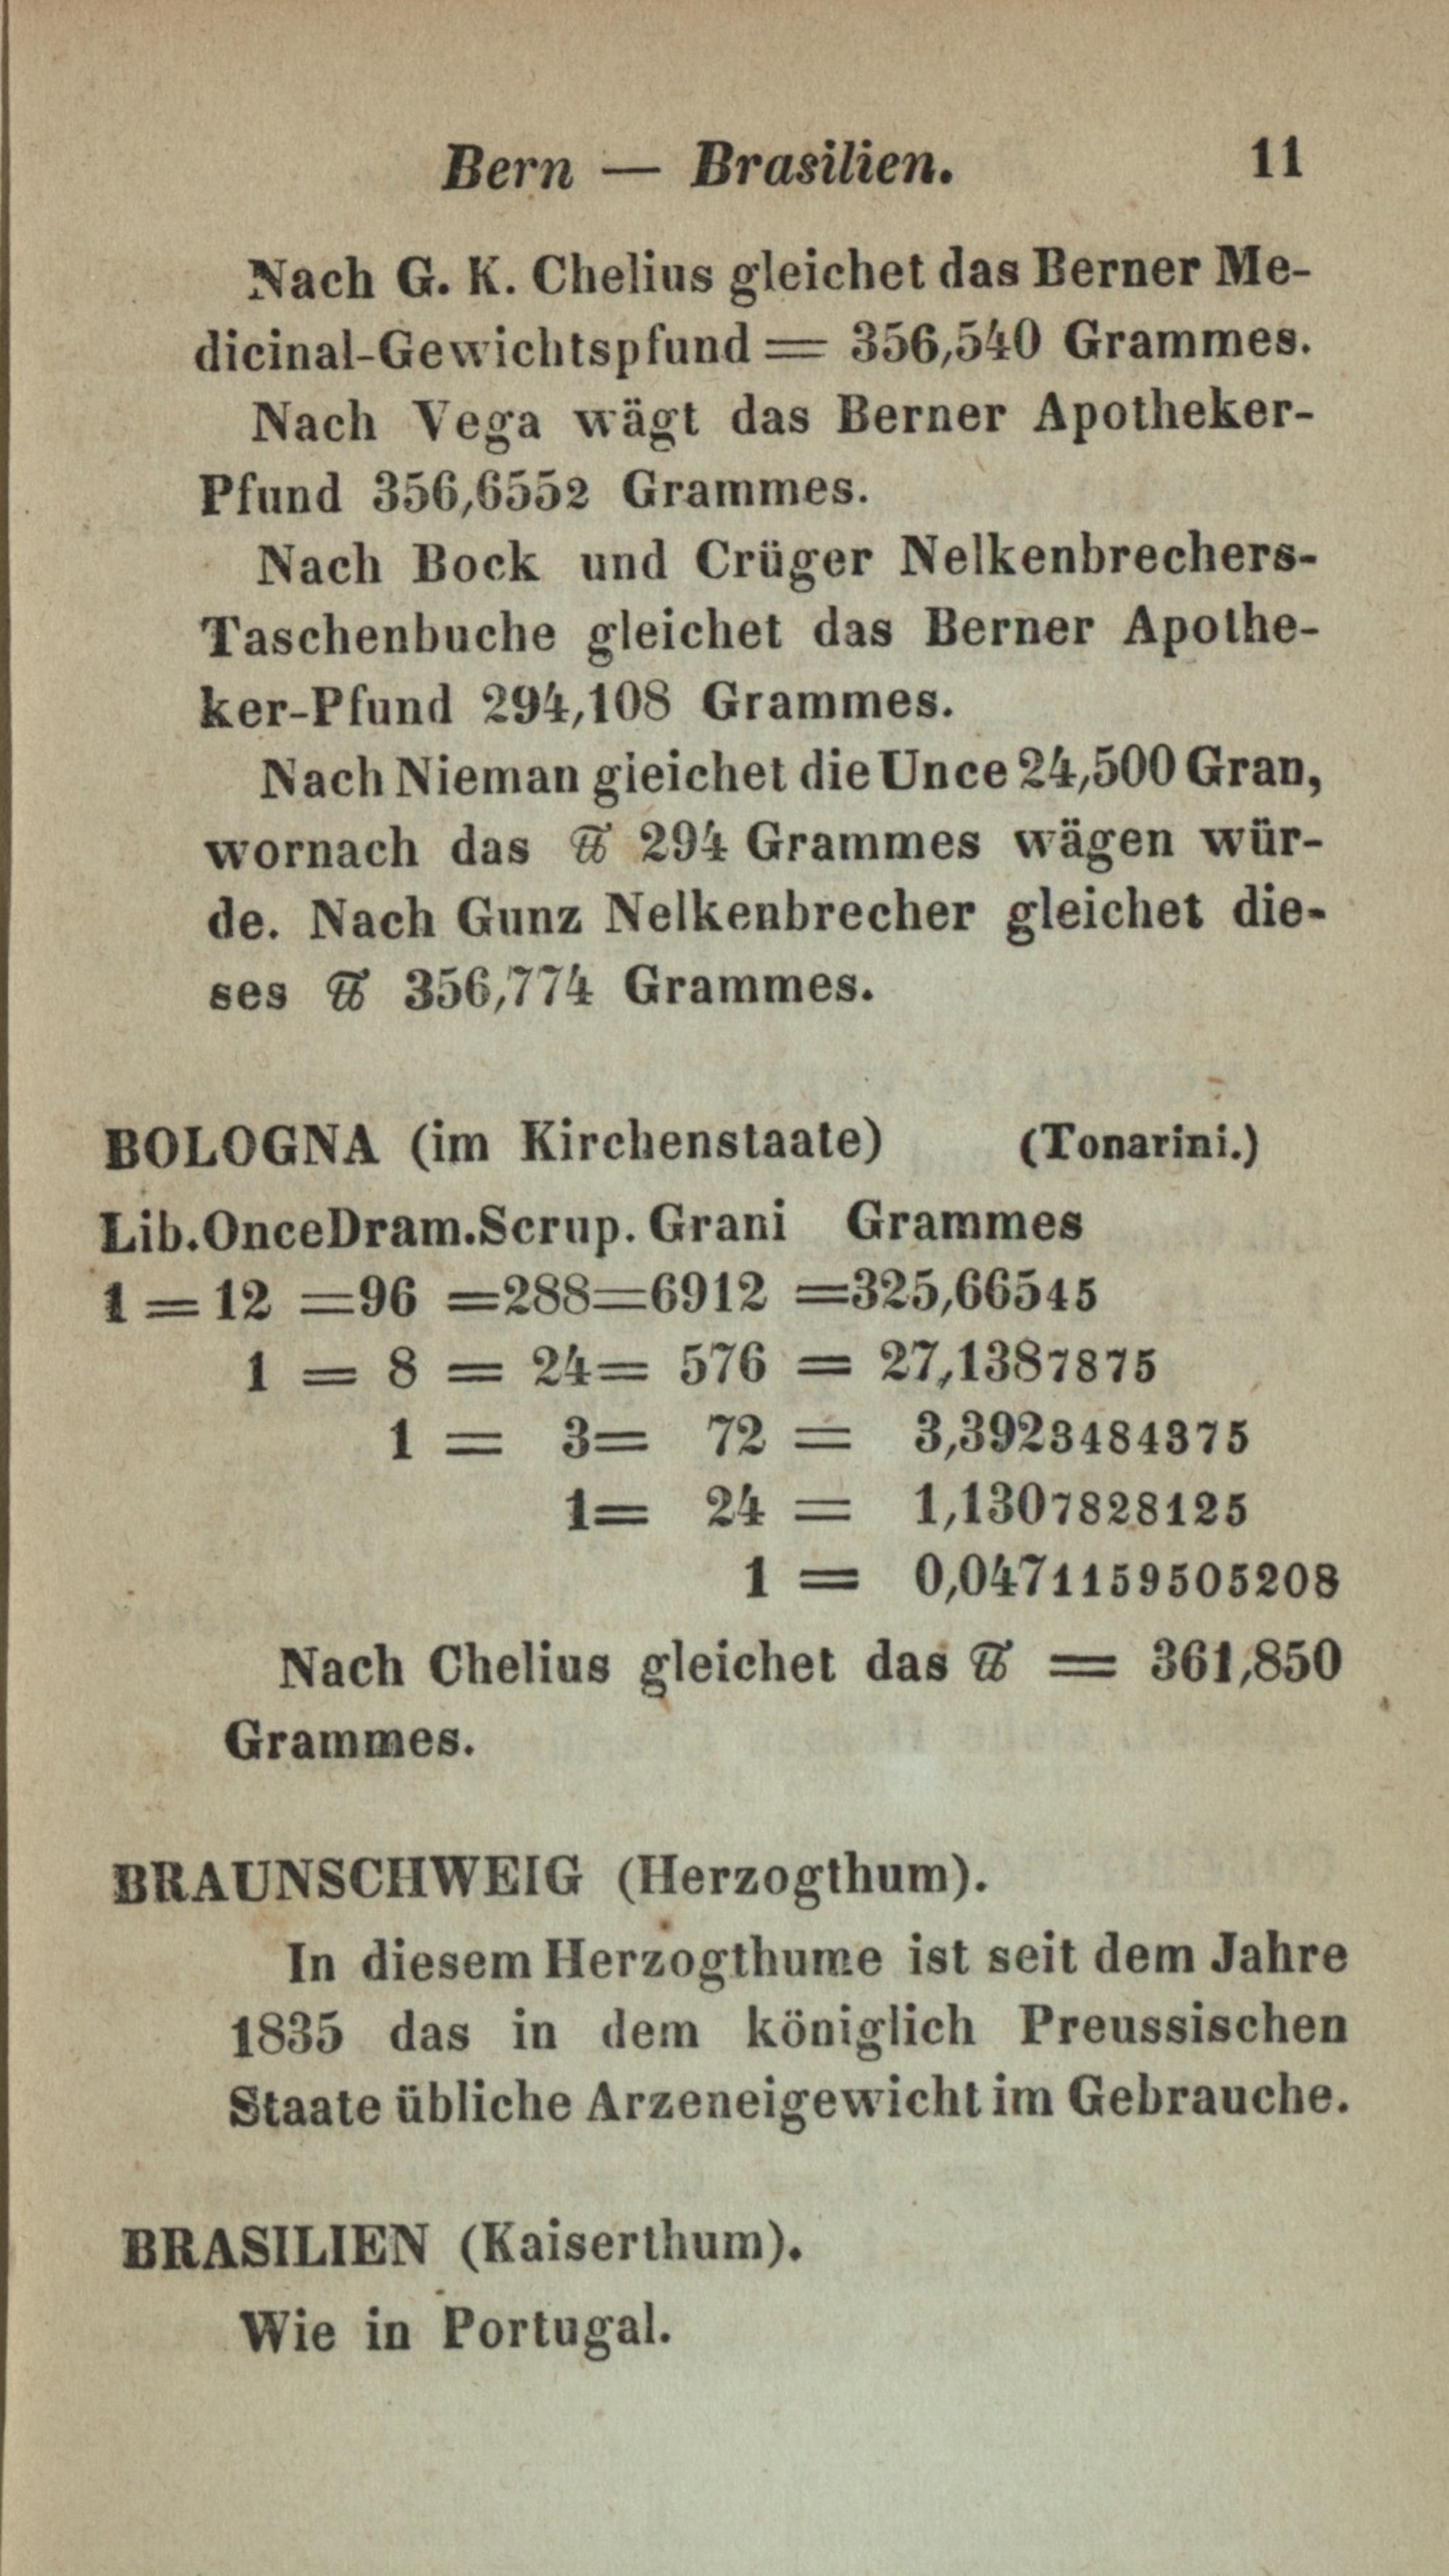 Bern — Brasilien. 11
Nach G. K. Chelius gleichet das Berner Me-
dicinal-Gewichtspfund = 356,540 Grammes.
Nach Vega wägt das Berner Apotheker-
Pfund 356,6552 Grammes.
Nach Bock und Crüger Nelkenbrechers-
Taschenbuche gleichet das Berner Apothe-
ker-Pfund 294,108 Grammes.
Nach Nieman gieichet die Unce 24,500 Gran,
wornach das ℔ 294 Grammes wägen wür-
de. Nach Gunz Nelkenbrecher gleichet die-
ses ℔ 356,774 Grammes.
BOLOGNA (im Kirchenstaate) (Tonarini.)
Lib. Once Dram. Scrup. Grani Grammes
1 = 12 = 96 = 288 = 6912 = 325,66545
1 = 8 = 24 = 576 = 27,1387875
1 = 3 = 72 = 3,3923484375
1 = 24 = 1,1307828125
1 = 0,0471159505208
Nach Chelius gleichet das ℔ = 361,850
Grammes.
BRAUNSCHWEIG (Herzogthum).
In diesem Herzogthume ist seit dem Jahre
1835 das in dem königlich Preussischen
Staate übliche Arzeneigewicht im Gebrauche.
BRASILIEN (Kaiserthum).
Wie in Portugal.